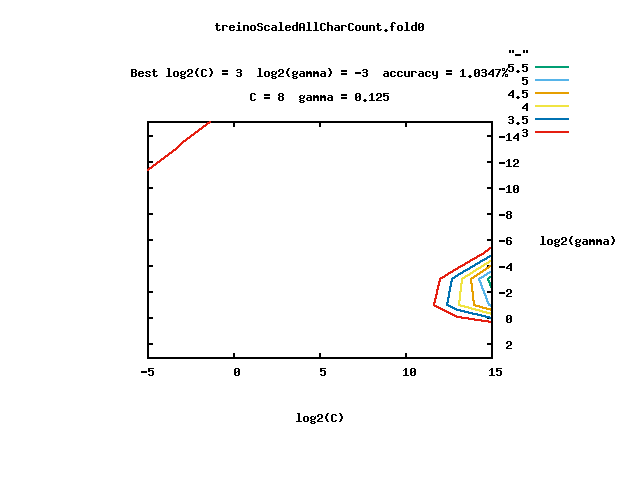 treinoScaledAllCharCount.fold0
"-"
Best log2(C) = 3  log2(gamma) = -3  accuracy = 1.0347%
5.5
5
4.5
C = 8  gamma = 0.125
4
3.5
3
-14
-12
-10
-8
-6
log2(gamma)
-4
-2
0
2
-5 0 5 10 15
log2(C)